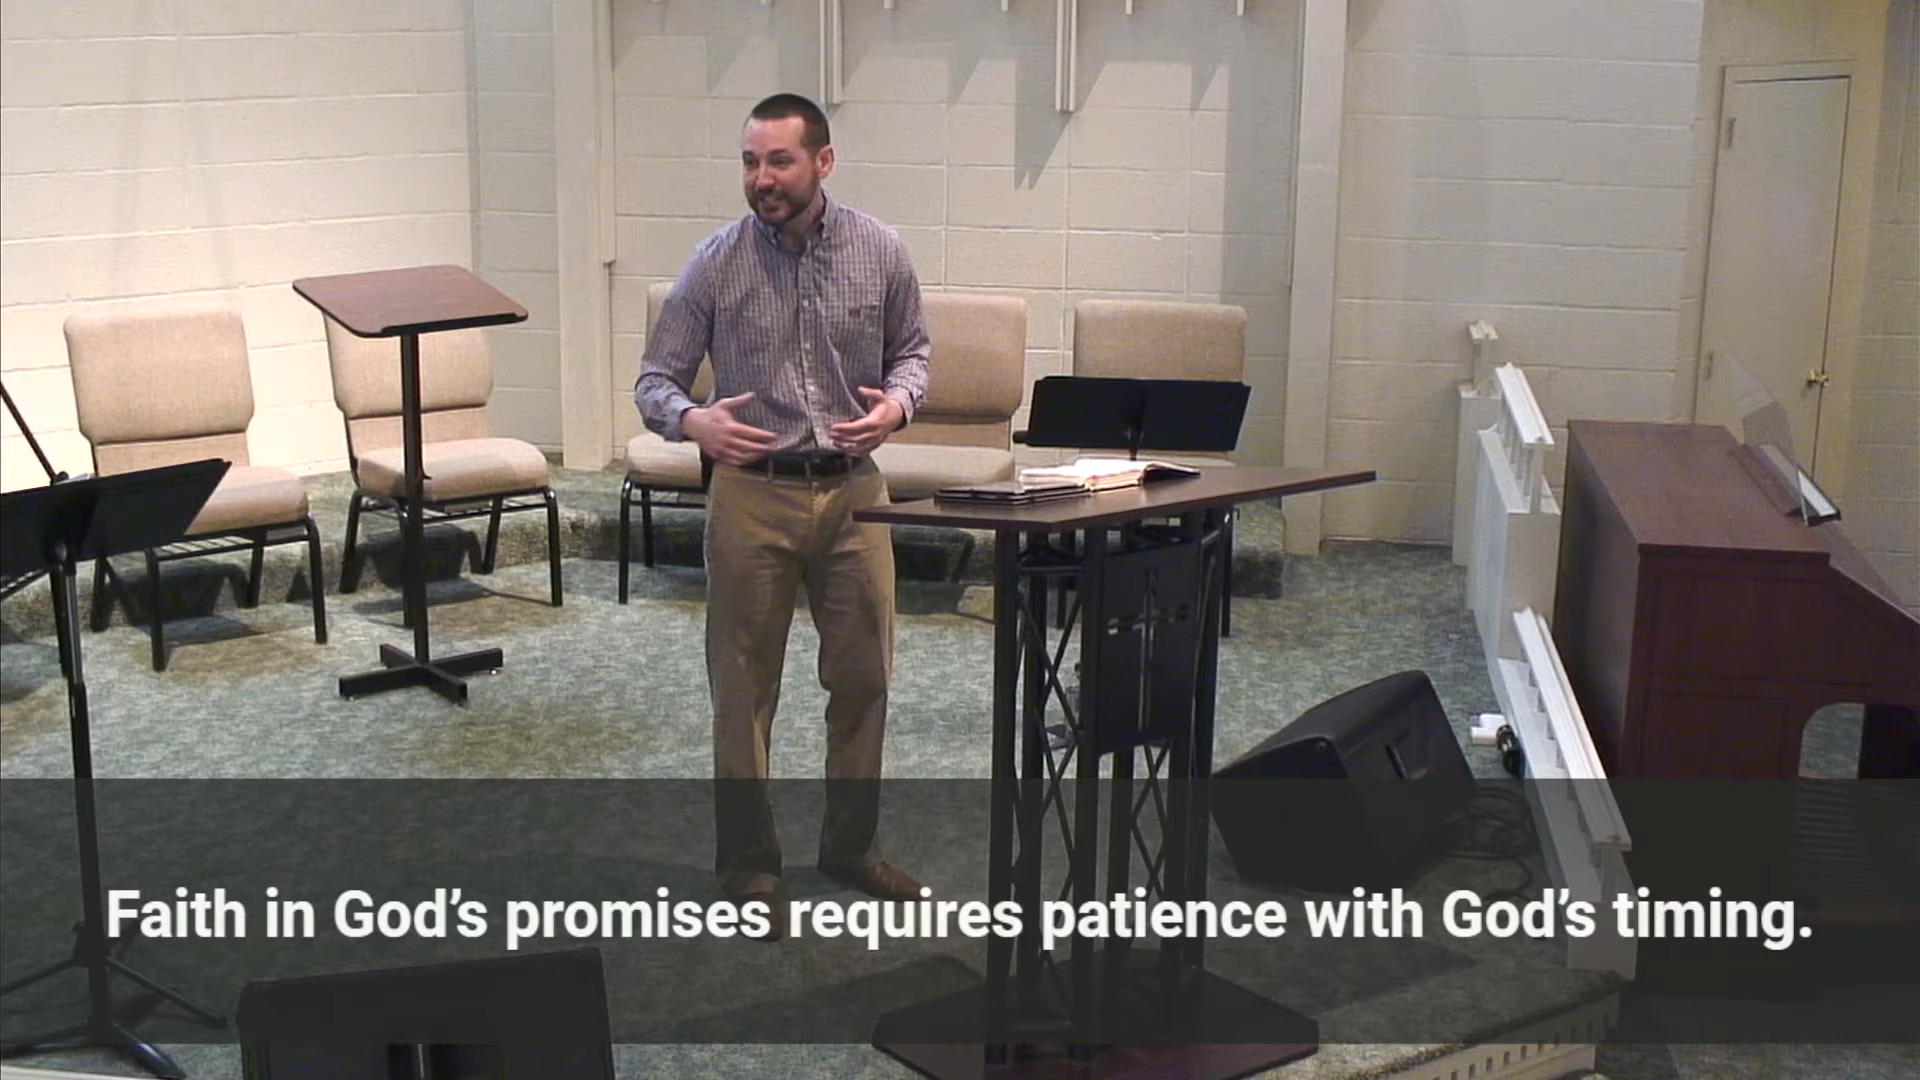 Faith in God’s promises requires patience with God’s timing.